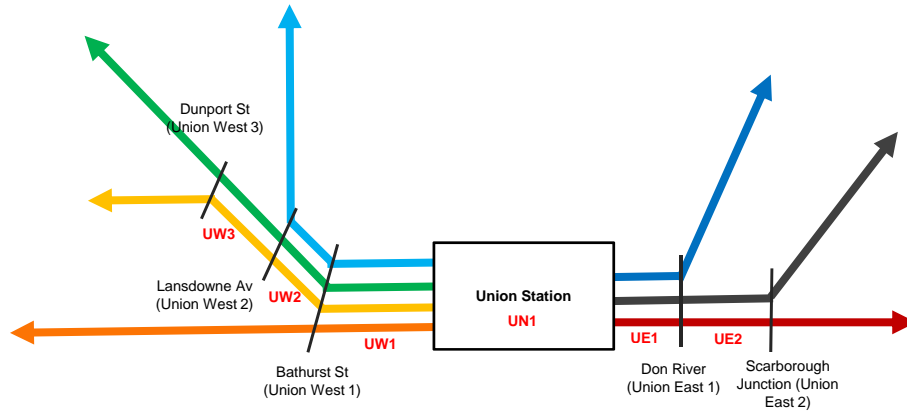 Dunport St
(Union West 3)
UW3
Lansdowne Av
(Union West 2)
UW2
Union Station
UN1
UW1
UE1
UE2
Bathurst St
(Union West 1)
Don River
(Union East 1)
Scarborough
Junction (Union
East 2)